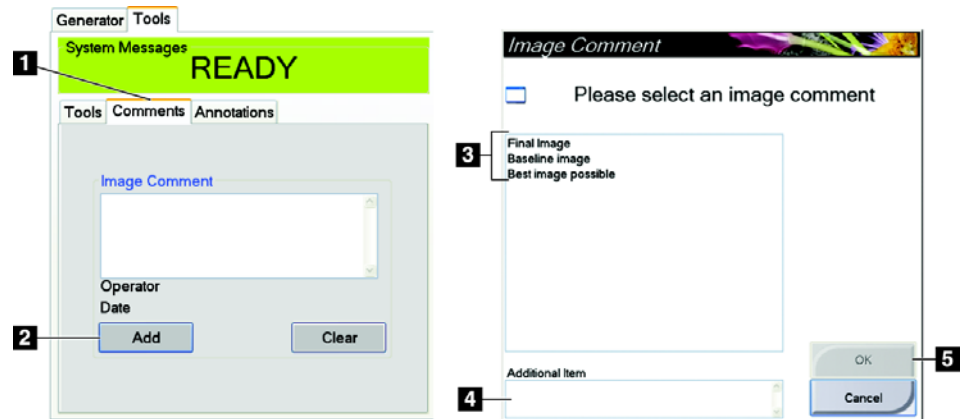 Generator Tools
System Messages
READY
1
Tools Comments Annotations
Image Comment
Operator
Date
2
Add Clear
Image Comment
Please select an image comment
3
Final Image
Baseline image
Best image possible
OK
5
Additional Item
4
Cancel